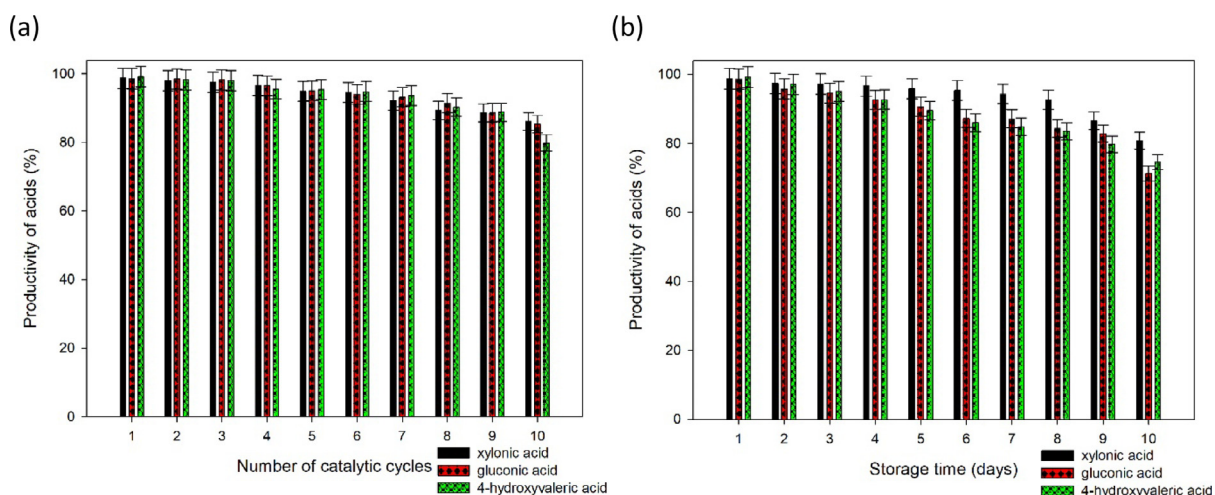 (a)
Productivity of acids (%)
100
80
60
40
20
0
1 2 3 4 5 6 7 8 9 10
Number of catalytic cycles
xylonic acid
gluconic acid
4-hydroxyvaleric acid
(b)
Productivity of acids (%)
100
80
60
40
20
0
1 2 3 4 5 6 7 8 9 10
Storage time (days)
xylonic acid
gluconic acid
4-hydroxyvaleric acid